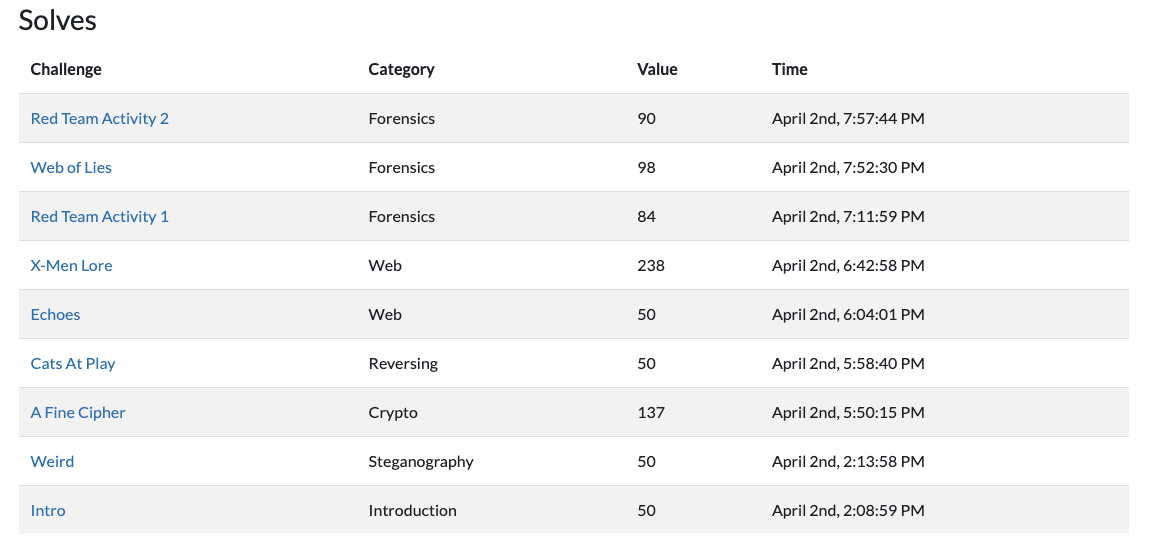 Solves
Challenge Category Value Time
Red Team Activity 2 Forensics 90 April 2nd, 7:57:44 PM
Web of Lies Forensics 98 April 2nd, 7:52:30 PM
Red Team Activity 1 Forensics 84 April 2nd, 7:11:59 PM
X-Men Lore Web 238 April 2nd, 6:42:58 PM
Echoes Web 50 April 2nd, 6:04:01 PM
Cats At Play Reversing 50 April 2nd, 5:58:40 PM
A Fine Cipher Crypto 137 April 2nd, 5:50:15 PM
Weird Steganography 50 April 2nd, 2:13:58 PM
Intro Introduction 50 April 2nd, 2:08:59 PM